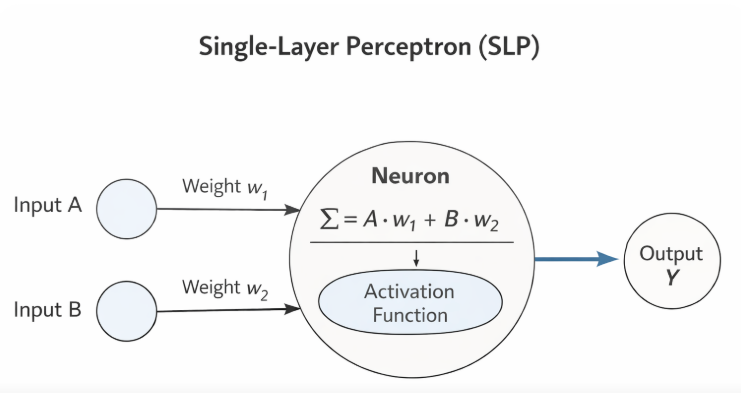 Single-Layer Perceptron (SLP)
Neuron
Weight w₁
Input A
∑ = A · w₁ + B · w₂
Output
Y
Weight w₂
Input B
Activation
Function